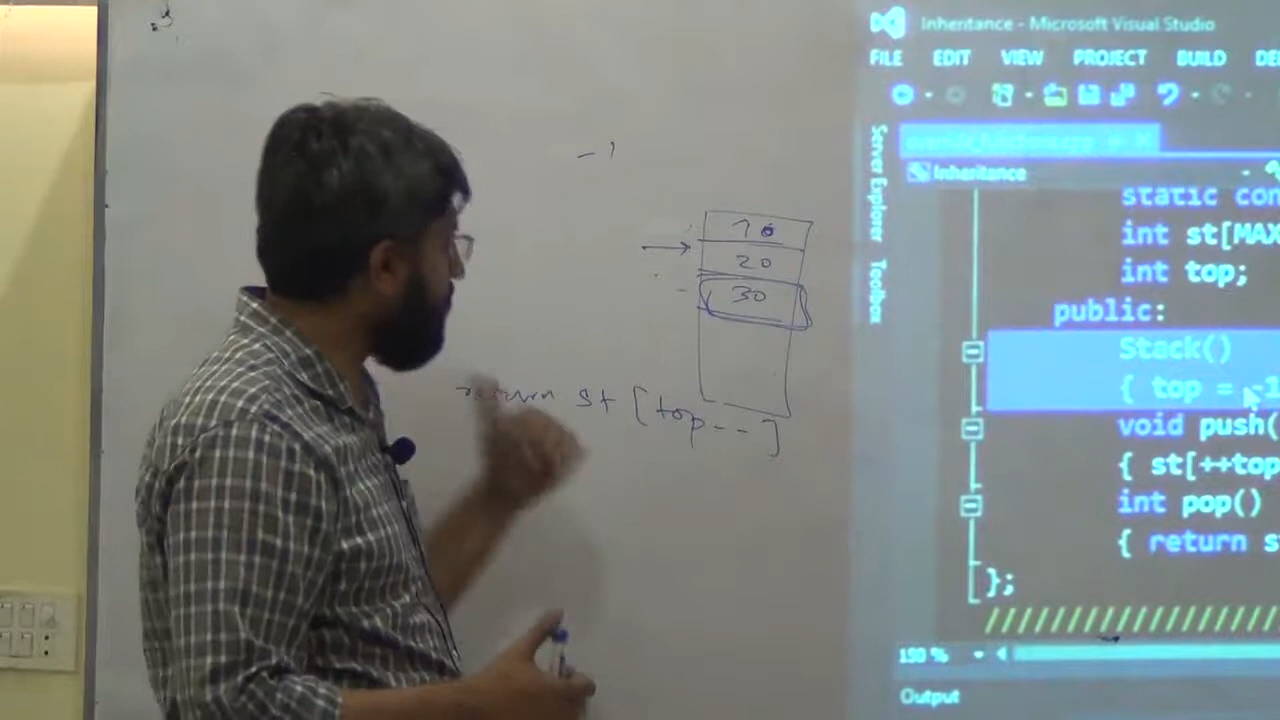 -1
10
20
30
return st [top--]
Inheritance - Microsoft Visual Studio
FILE EDIT VIEW PROJECT BUILD
Server Explorer Toolbox
Inheritance
static con
int st[MAX
int top;
public:
Stack()
{ top = -1
void push(
{ st[++top
int pop()
{ return s
};
////////////////////
150 %
Output